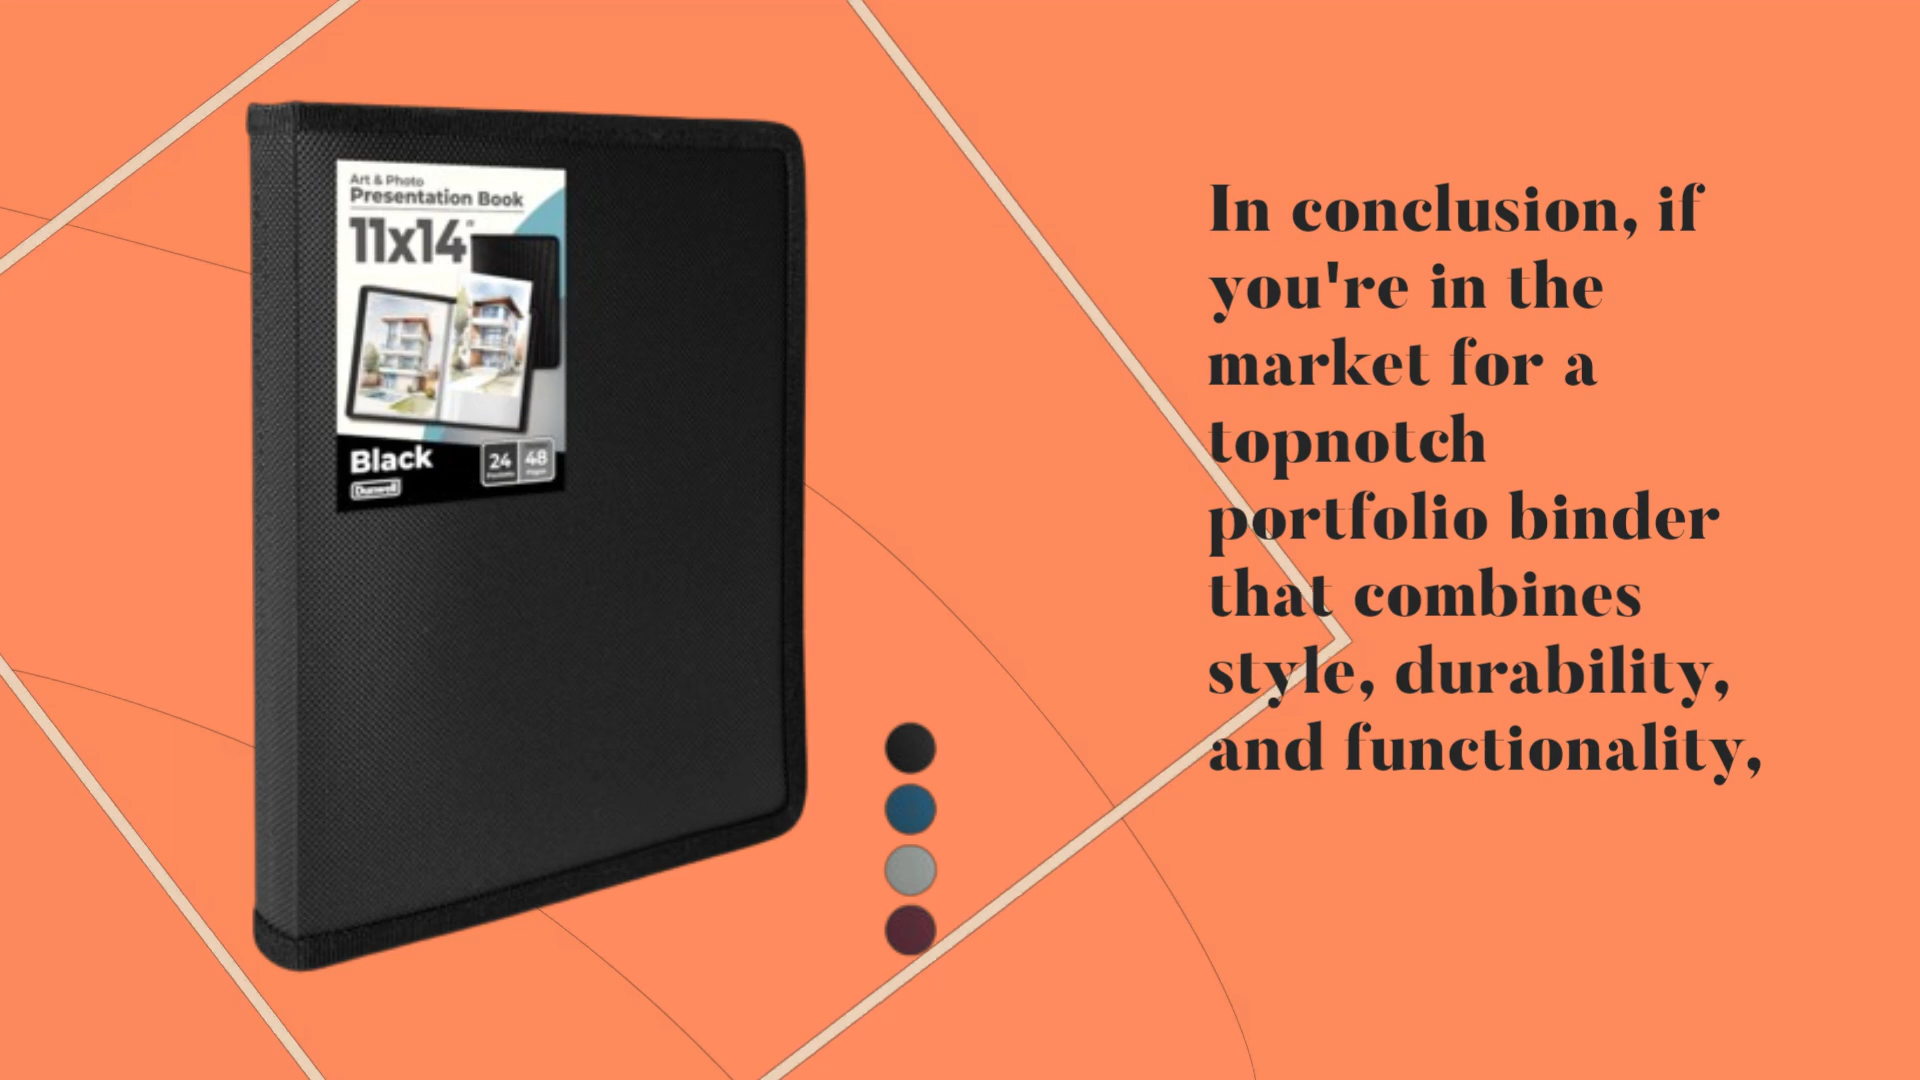 Art & Photo
Presentation Book
11x14"
Black
24 48
Dunwell
In conclusion, if
you're in the
market for a
topnotch
portfolio binder
that combines
style, durability,
and functionality,